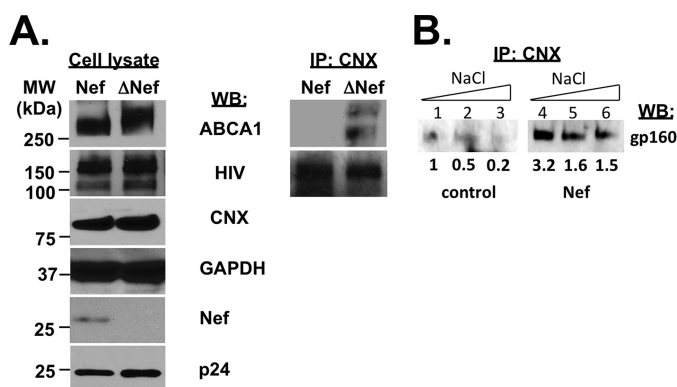 A.
Cell lysate
Nef ΔNef
MW
(kDa)
WB:
250
ABCA1
150
100
HIV
75
CNX
37
GAPDH
25
Nef
25
p24
IP: CNX
Nef ΔNef
B.
IP: CNX
NaCl NaCl
1 2 3 4 5 6
WB:
gp160
1 0.5 0.2 3.2 1.6 1.5
control Nef